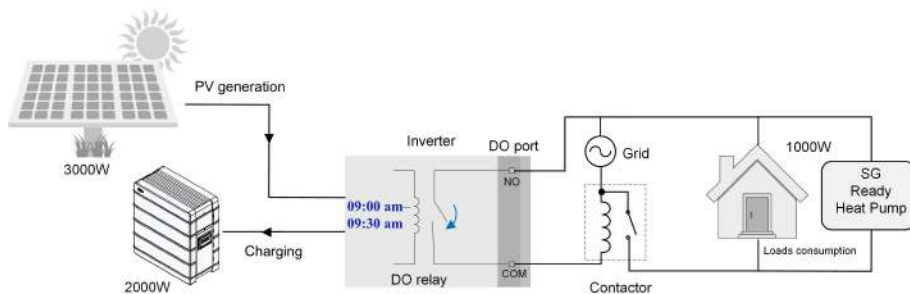 PV generation
3000W
Inverter
DO port
NO
09:00 am
09:30 am
Charging
2000W
DO relay
COM
Grid
Contactor
1000W
Loads consumption
SG
Ready
Heat Pump